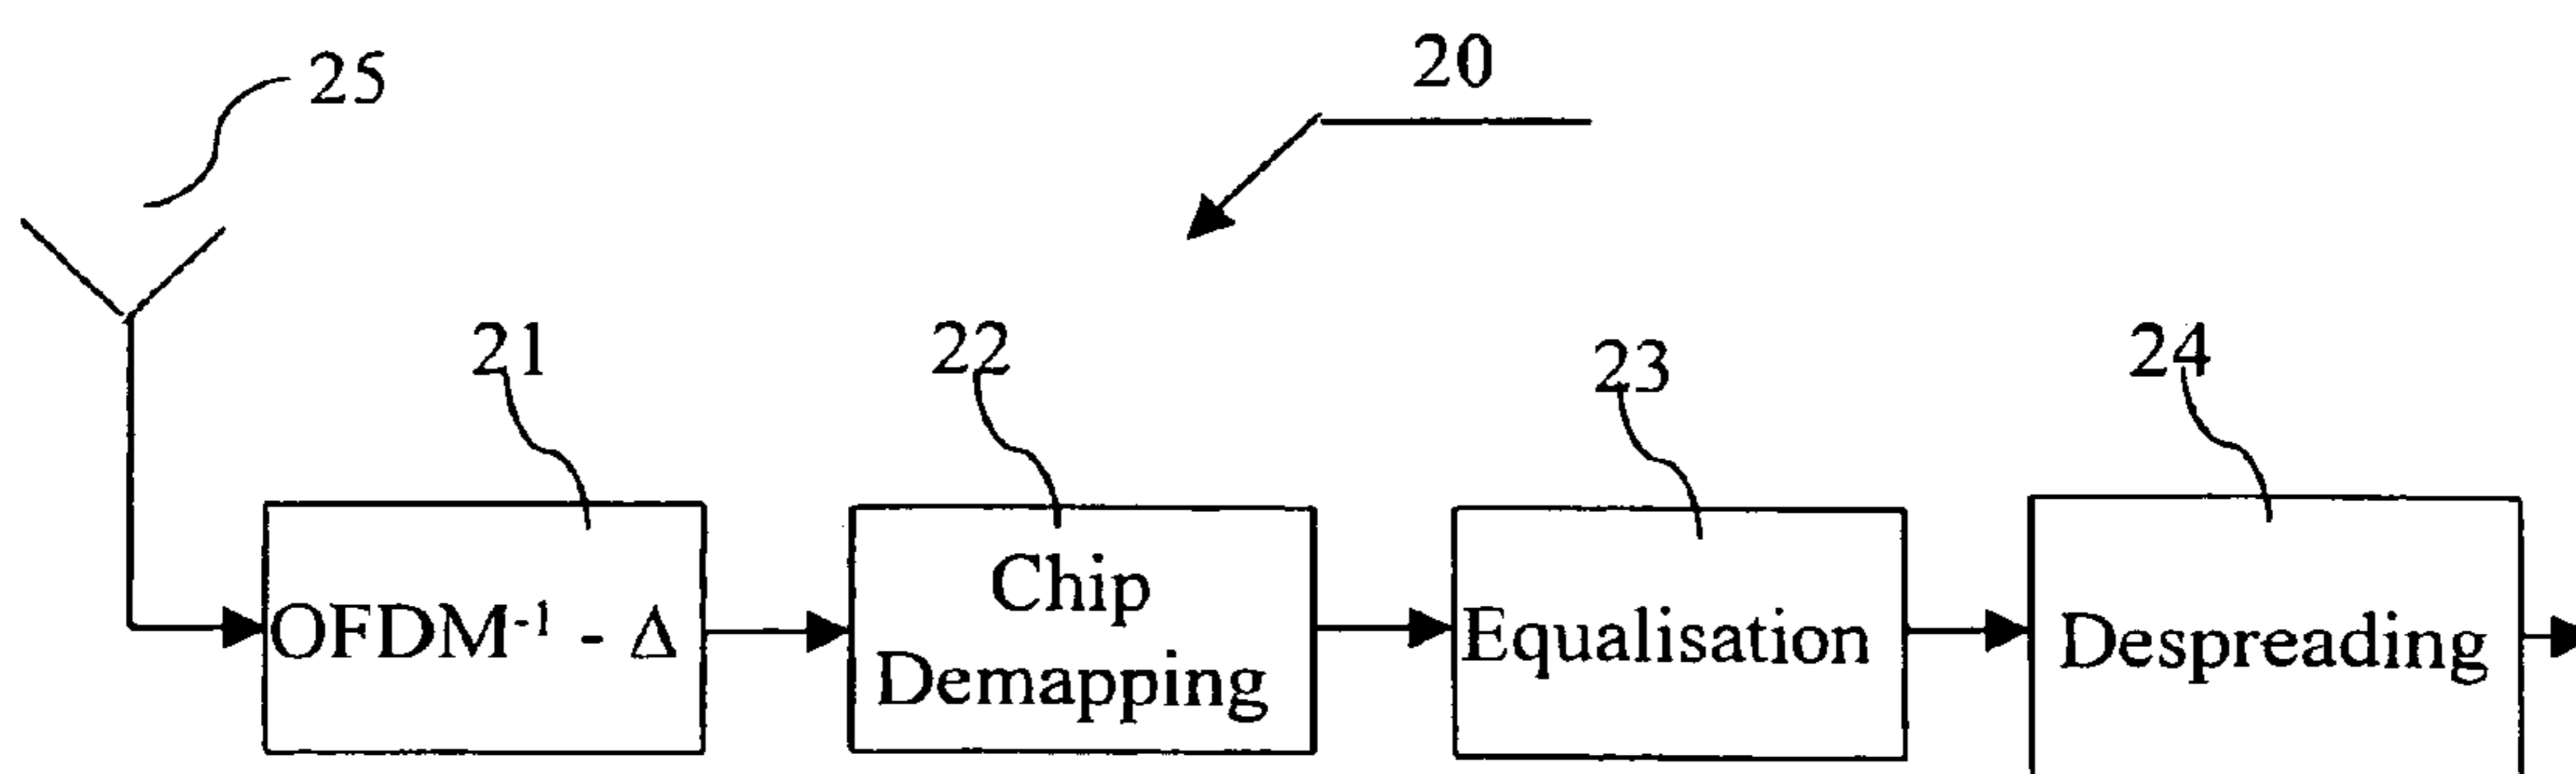 25
20
21
22
23
24
OFDM⁻¹ - Δ
Chip
Demapping
Equalisation
Despreading